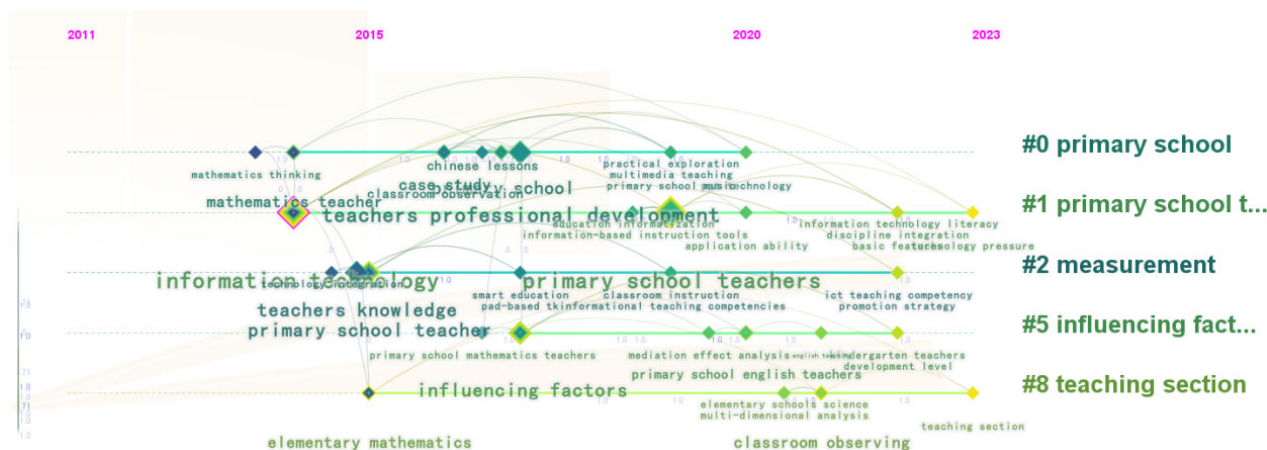 2011 2015 2020 2023
#0 primary school
chinese lessons
practical exploration
mathematics thinking
multimedia teaching
case study
primary school
primary school music
technology
classroom observation
mathematics teacher
#1 primary school t...
teachers professional development
education informatization
information technology literacy
information-based instruction tools
discipline integration
application ability
basic features
technology pressure
#2 measurement
information technology
primary school teachers
technology integration
smart education
classroom instruction
ict teaching competency
pad-based
informational teaching competencies
promotion strategy
teachers knowledge
#5 influencing fact...
primary school teacher
primary school mathematics teachers
mediation effect analysis
english teaching
kindergarten teachers
development level
primary school english teachers
#8 teaching section
influencing factors
elementary schools science
multi-dimensional analysis
teaching section
elementary mathematics
classroom observing